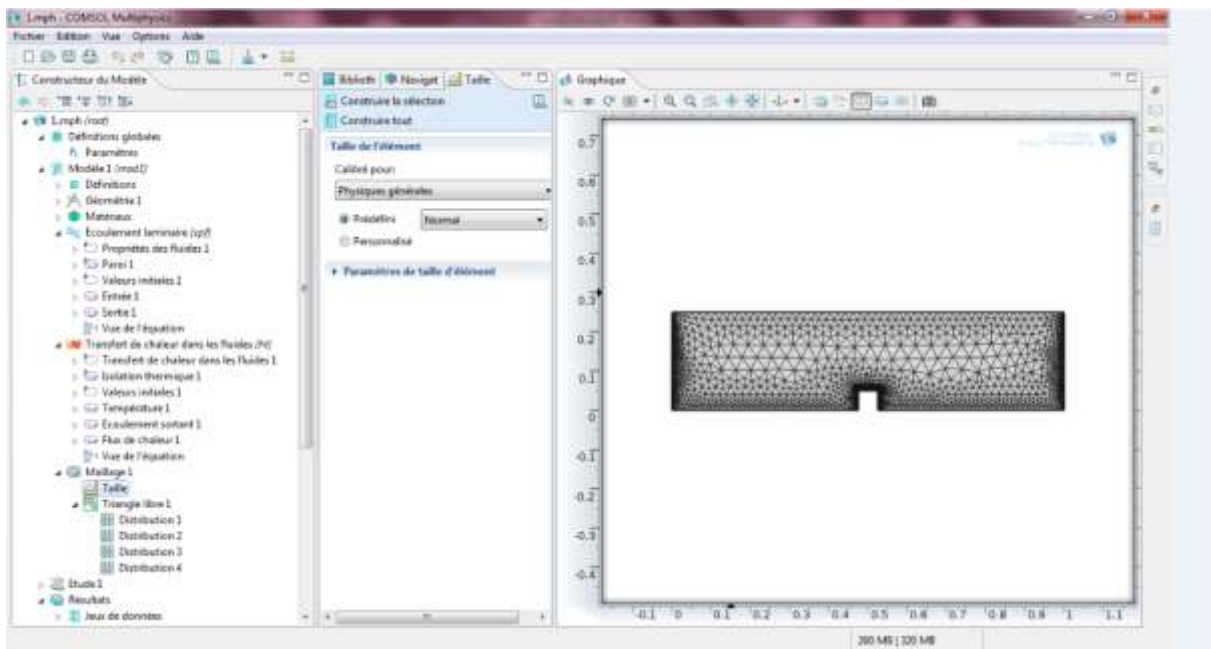 1.mph - COMSOL Multiphysics
Fichier Edition Vue Options Aide
Constructeur du Modèle
1.mph (root)
Définitions globales
Paramètres
Modèle 1 (mod1)
Définitions
Géométrie 1
Matériaux
Ecoulement laminaire (spf)
Propriétés des fluides 1
Paroi 1
Valeurs initiales 1
Entrée 1
Sortie 1
Vue de l'équation
Transfert de chaleur dans les fluides (ht)
Transfert de chaleur dans les fluides 1
Isolation thermique 1
Valeurs initiales 1
Température 1
Ecoulement sortant 1
Flux de chaleur 1
Vue de l'équation
Maillage 1
Taille
Triangle libre 1
Distribution 1
Distribution 2
Distribution 3
Distribution 4
Etude 1
Résultats
Jeux de données
Biblioth Navigat Taille
Construire la sélection
Construire tout
Taille de l'élément
Calibré pour:
Physiques générales
Prédéfini Normal
Personnalisé
Paramètres de taille d'élément
Graphique
0.7
0.6
0.5
0.4
0.3
0.2
0.1
0
-0.1
-0.2
-0.3
-0.4
-0.1 0 0.1 0.2 0.3 0.4 0.5 0.6 0.7 0.8 0.9 1 1.1